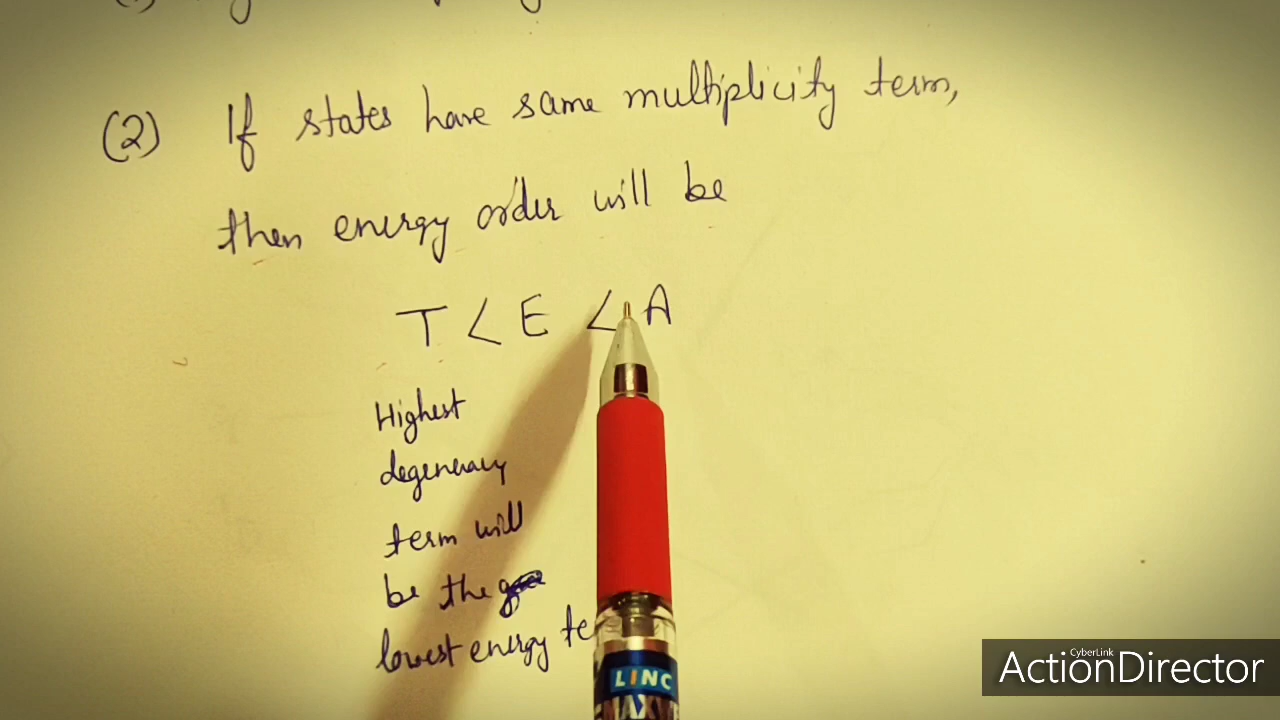 (2) If states have same multiplicity term,
then energy order will be
T < E < A
Highest
degeneracy
term will
be the
lowest energy te
LINC
CyberLink
ActionDirector